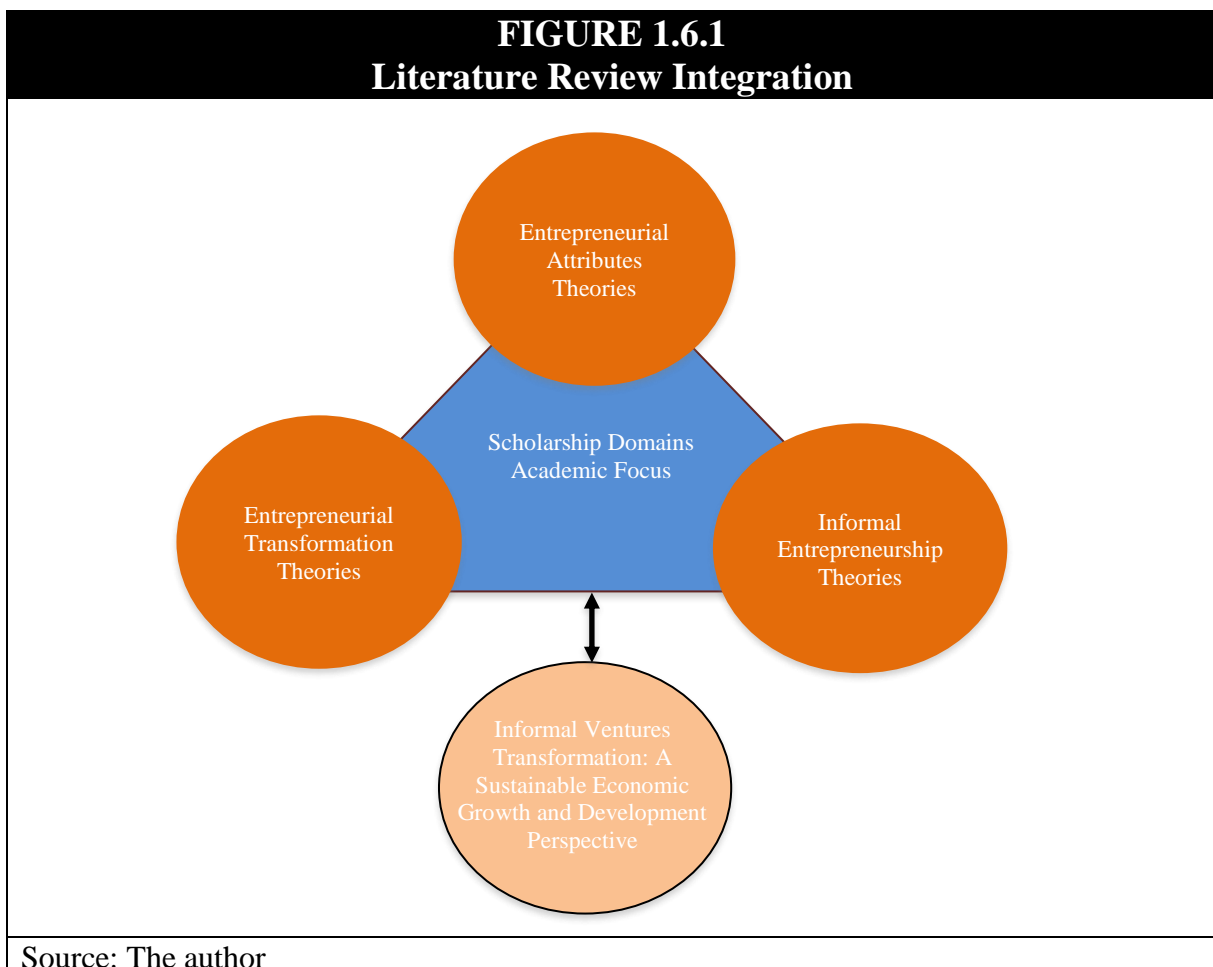 FIGURE 1.6.1
Literature Review Integration
Entrepreneurial
Attributes
Theories
Scholarship Domains
Academic Focus
Entrepreneurial
Transformation
Theories
Informal
Entrepreneurship
Theories
Informal Ventures
Transformation: A
Sustainable Economic
Growth and Development
Perspective
Source: The author